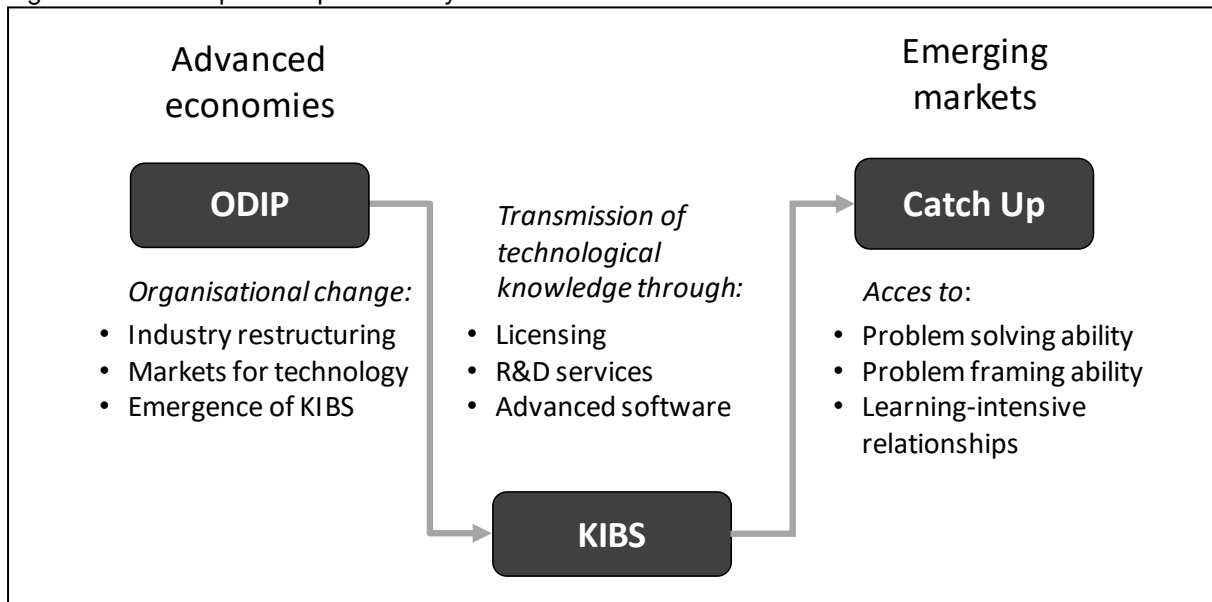 Advanced
economies
ODIP
Organisational change:
• Industry restructuring
• Markets for technology
• Emergence of KIBS
Transmission of
technological
knowledge through:
• Licensing
• R&D services
• Advanced software
KIBS
Emerging
markets
Catch Up
Acces to:
• Problem solving ability
• Problem framing ability
• Learning-intensive
relationships